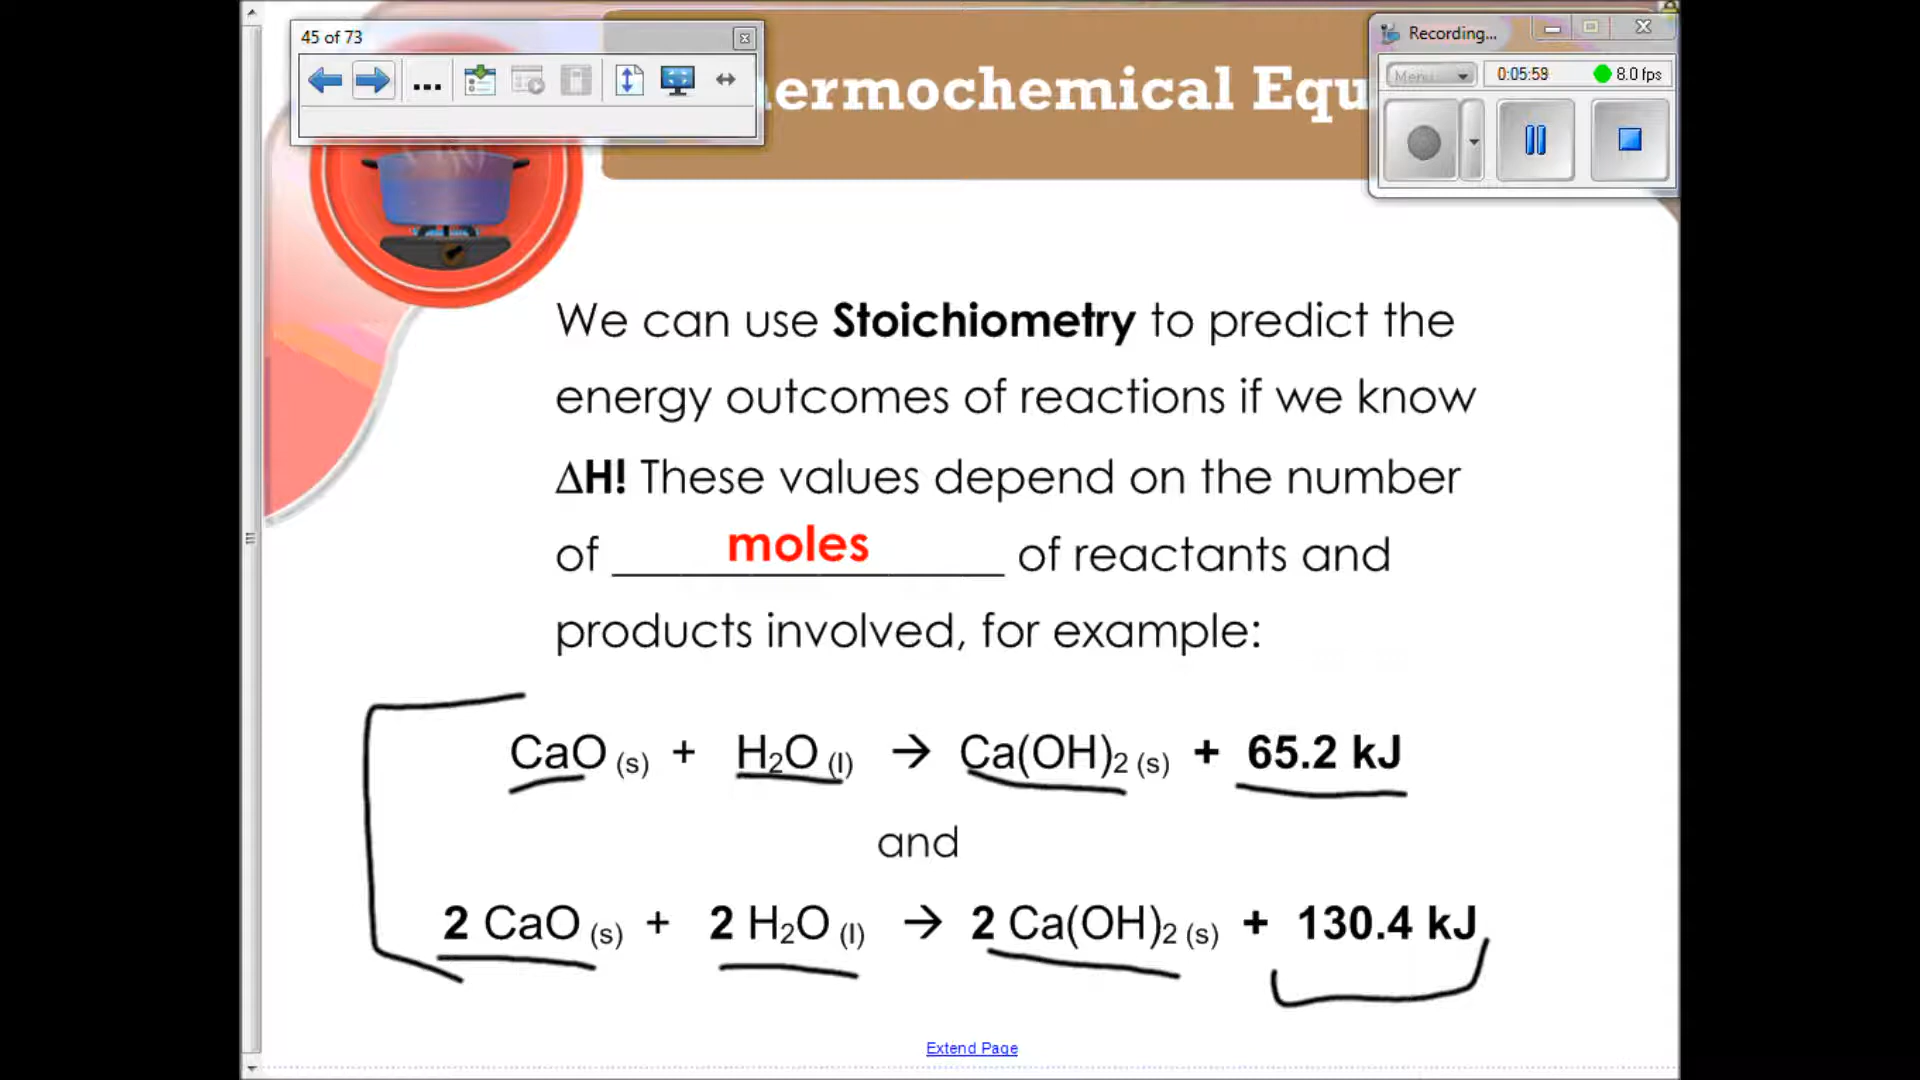 45 of 73
Recording...
Menu
0:05:59
8.0 fps
hermochemical Equ
We can use Stoichiometry to predict the
energy outcomes of reactions if we know
ΔH! These values depend on the number
of ________________ of reactants and
moles
products involved, for example:
CaO (s) + H₂O (l) → Ca(OH)₂ (s) + 65.2 kJ
and
2 CaO (s) + 2 H₂O (l) → 2 Ca(OH)₂ (s) + 130.4 kJ
Extend Page